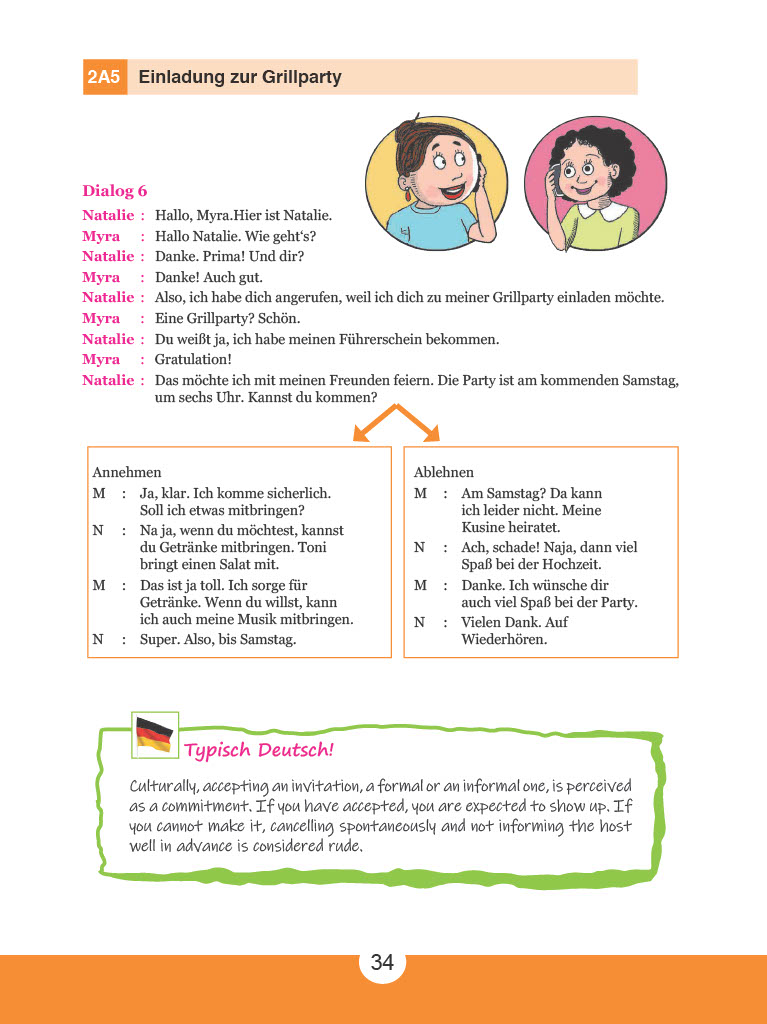 2A5 Einladung zur Grillparty
Dialog 6
Natalie : Hallo, Myra.Hier ist Natalie.
Myra : Hallo Natalie. Wie geht‘s?
Natalie : Danke. Prima! Und dir?
Myra : Danke! Auch gut.
Natalie : Also, ich habe dich angerufen, weil ich dich zu meiner Grillparty einladen möchte.
Myra : Eine Grillparty? Schön.
Natalie : Du weißt ja, ich habe meinen Führerschein bekommen.
Myra : Gratulation!
Natalie : Das möchte ich mit meinen Freunden feiern. Die Party ist am kommenden Samstag,
um sechs Uhr. Kannst du kommen?
Annehmen
M : Ja, klar. Ich komme sicherlich.
Soll ich etwas mitbringen?
N : Na ja, wenn du möchtest, kannst
du Getränke mitbringen. Toni
bringt einen Salat mit.
M : Das ist ja toll. Ich sorge für
Getränke. Wenn du willst, kann
ich auch meine Musik mitbringen.
N : Super. Also, bis Samstag.
Ablehnen
M : Am Samstag? Da kann
ich leider nicht. Meine
Kusine heiratet.
N : Ach, schade! Naja, dann viel
Spaß bei der Hochzeit.
M : Danke. Ich wünsche dir
auch viel Spaß bei der Party.
N : Vielen Dank. Auf
Wiederhören.
Typisch Deutsch!
Culturally, accepting an invitation, a formal or an informal one, is perceived
as a commitment. If you have accepted, you are expected to show up. If
you cannot make it, cancelling spontaneously and not informing the host
well in advance is considered rude.
34